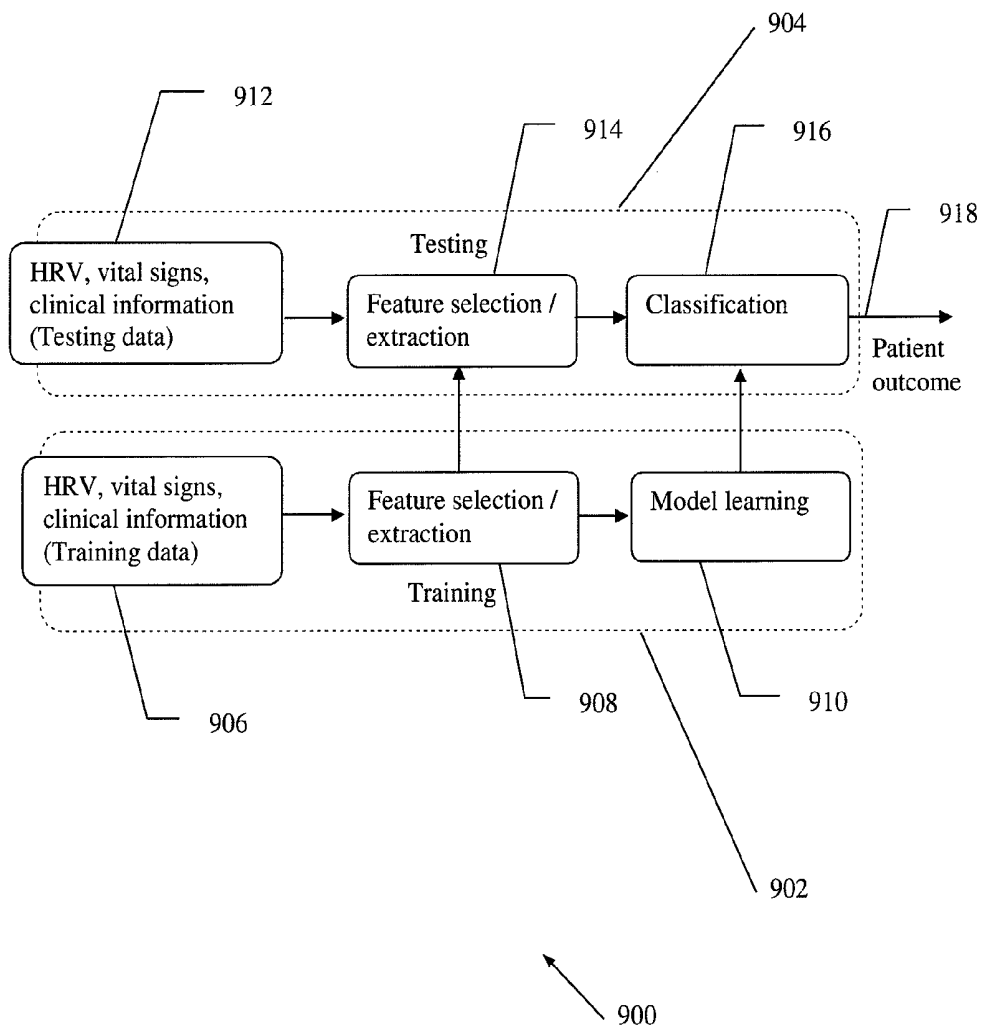 904
912
914
916
918
Testing
HRV, vital signs,
clinical information
(Testing data)
Feature selection /
extraction
Classification
Patient
outcome
HRV, vital signs,
clinical information
(Training data)
Feature selection /
extraction
Model learning
Training
906
908
910
902
900